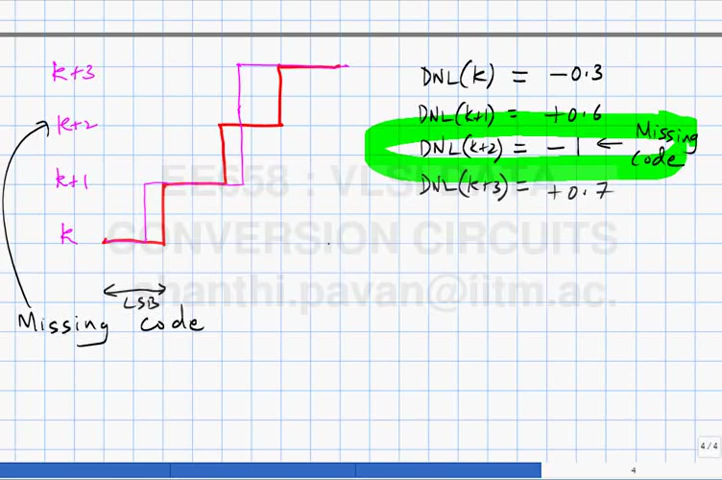 k+3
k+2
k+1
k
LSB
Missing code
DNL(k) = -0.3
DNL(k+1) = +0.6
DNL(k+2) = -1 ← Missing code
DNL(k+3) = +0.7
EE658 : VLSI DATA
CONVERSION CIRCUITS
shanthi.pavan@iitm.ac.
4/4
4